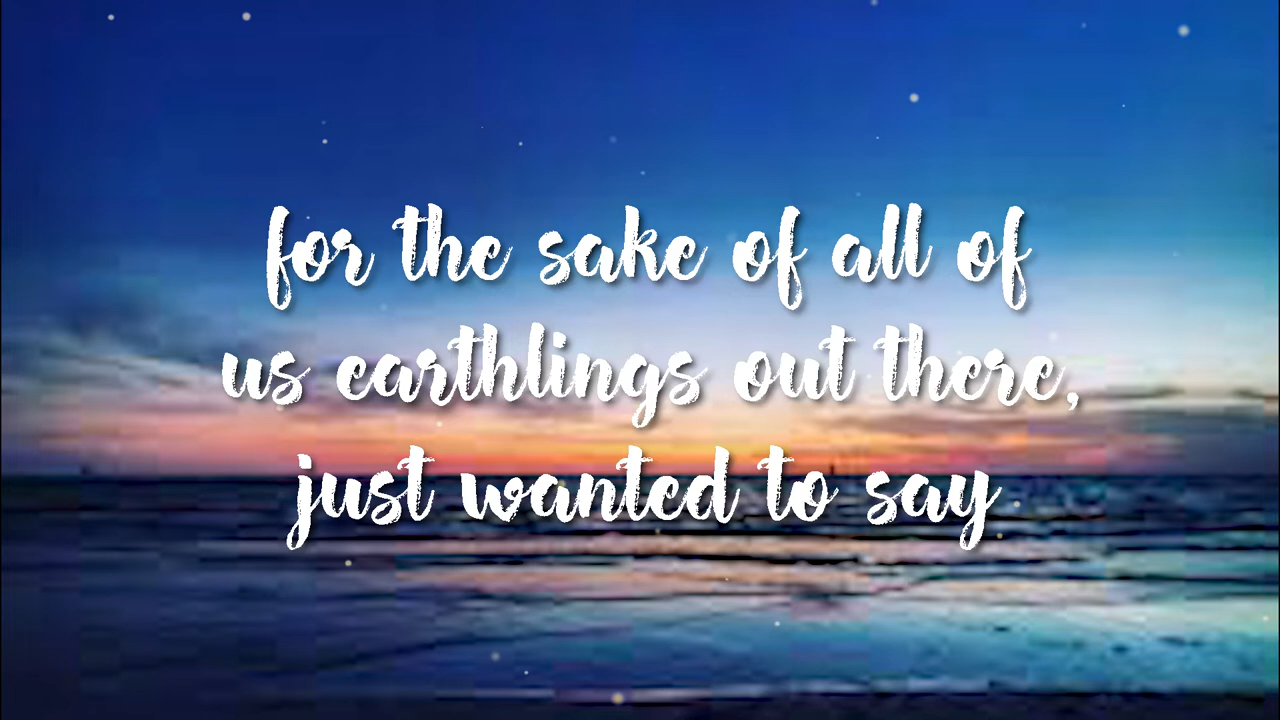 for the sake of all of
us earthlings out there,
just wanted to say